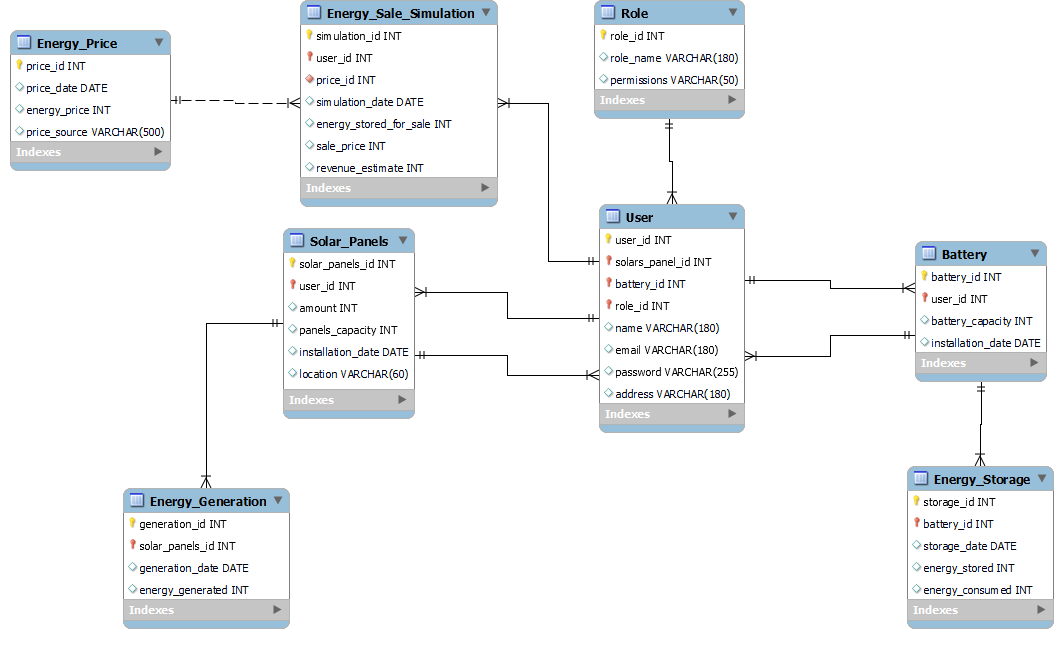 Energy_Price
price_id INT
price_date DATE
energy_price INT
price_source VARCHAR(500)
Indexes
Energy_Sale_Simulation
simulation_id INT
user_id INT
price_id INT
simulation_date DATE
energy_stored_for_sale INT
sale_price INT
revenue_estimate INT
Indexes
Role
role_id INT
role_name VARCHAR(180)
permissions VARCHAR(50)
Indexes
Solar_Panels
solar_panels_id INT
user_id INT
amount INT
panels_capacity INT
installation_date DATE
location VARCHAR(60)
Indexes
User
user_id INT
solars_panel_id INT
battery_id INT
role_id INT
name VARCHAR(180)
email VARCHAR(180)
password VARCHAR(255)
address VARCHAR(180)
Indexes
Battery
battery_id INT
user_id INT
battery_capacity INT
installation_date DATE
Indexes
Energy_Generation
generation_id INT
solar_panels_id INT
generation_date DATE
energy_generated INT
Indexes
Energy_Storage
storage_id INT
battery_id INT
storage_date DATE
energy_stored INT
energy_consumed INT
Indexes